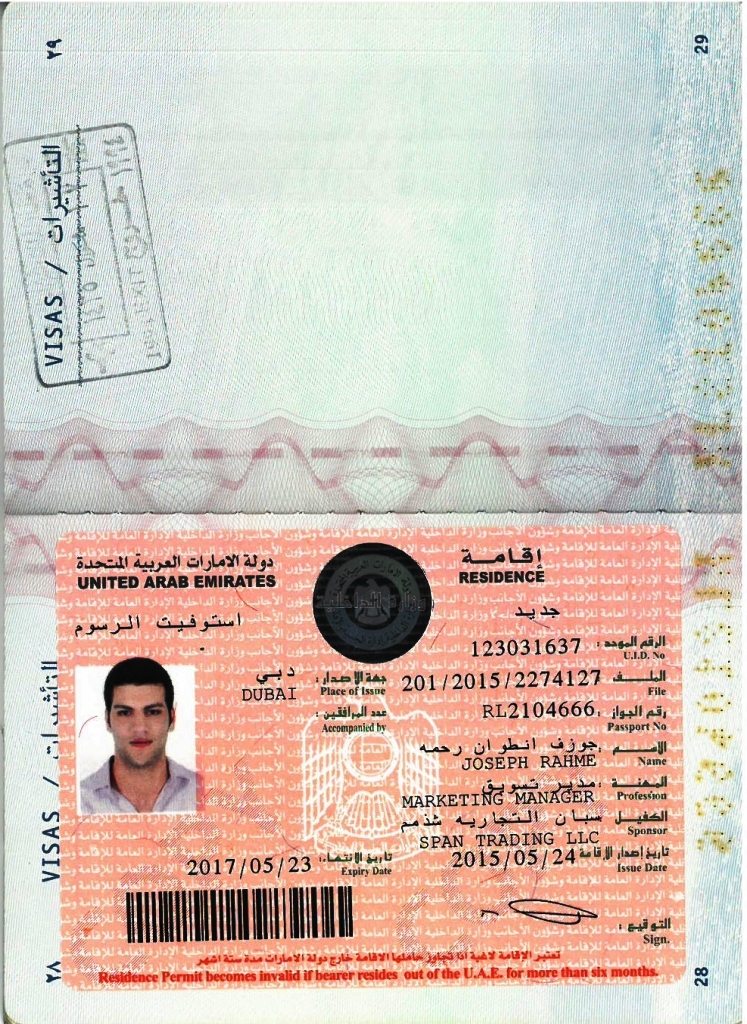 29
٢٩
VISAS / التأشيرات
دولة الامارات العربية المتحدة
UNITED ARAB EMIRATES
إقامة
RESIDENCE
استوفيت الرسوم
جديد
الرقم الموحد :
U.I.D. No
123031637
الملف
File
201/2015/2274127
جهة الإصدار :
Place of Issue
دبي
DUBAI
رقم الجواز :
Passport No
RL2104666
عدد المرافقين :
Accompanied by
الاسم
Name
جوزف انطوان رحمه
JOSEPH RAHME
المهنة :
Profession
مدير تسويق
MARKETING MANAGER
الكفيل
Sponsor
سبان التجاريه شذمم
SPAN TRADING LLC
تاريخ إصدار الإقامة
Issue Date
2015/05/24
تاريخ الانتهاء :
Expiry Date
2017/05/23
التوقيع :
Sign.
تعتبر الإقامة لاغية اذا تجاوز حاملها الاقامة خارج دولة الامارات مدة ستة اشهر
Residence Permit becomes invalid if bearer resides out of the U.A.E. for more than six months.
VISAS / التأشيرات
٢٨
28